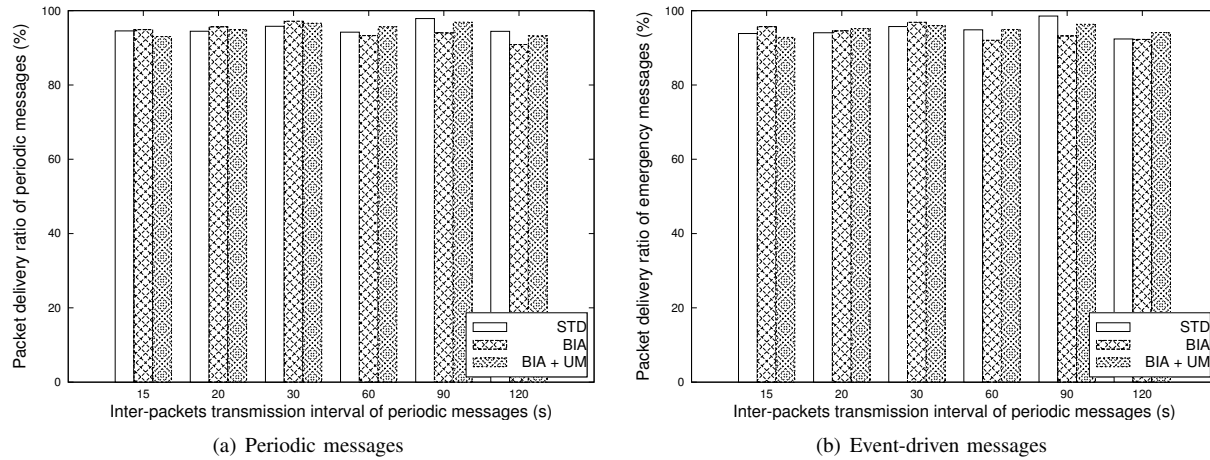 Packet delivery ratio of periodic messages (%)
100
80
60
40
20
0
STD
BIA
BIA + UM
15 20 30 60 90 120
Inter-packets transmission interval of periodic messages (s)
(a) Periodic messages
Packet delivery ratio of emergency messages (%)
100
80
60
40
20
0
STD
BIA
BIA + UM
15 20 30 60 90 120
Inter-packets transmission interval of periodic messages (s)
(b) Event-driven messages